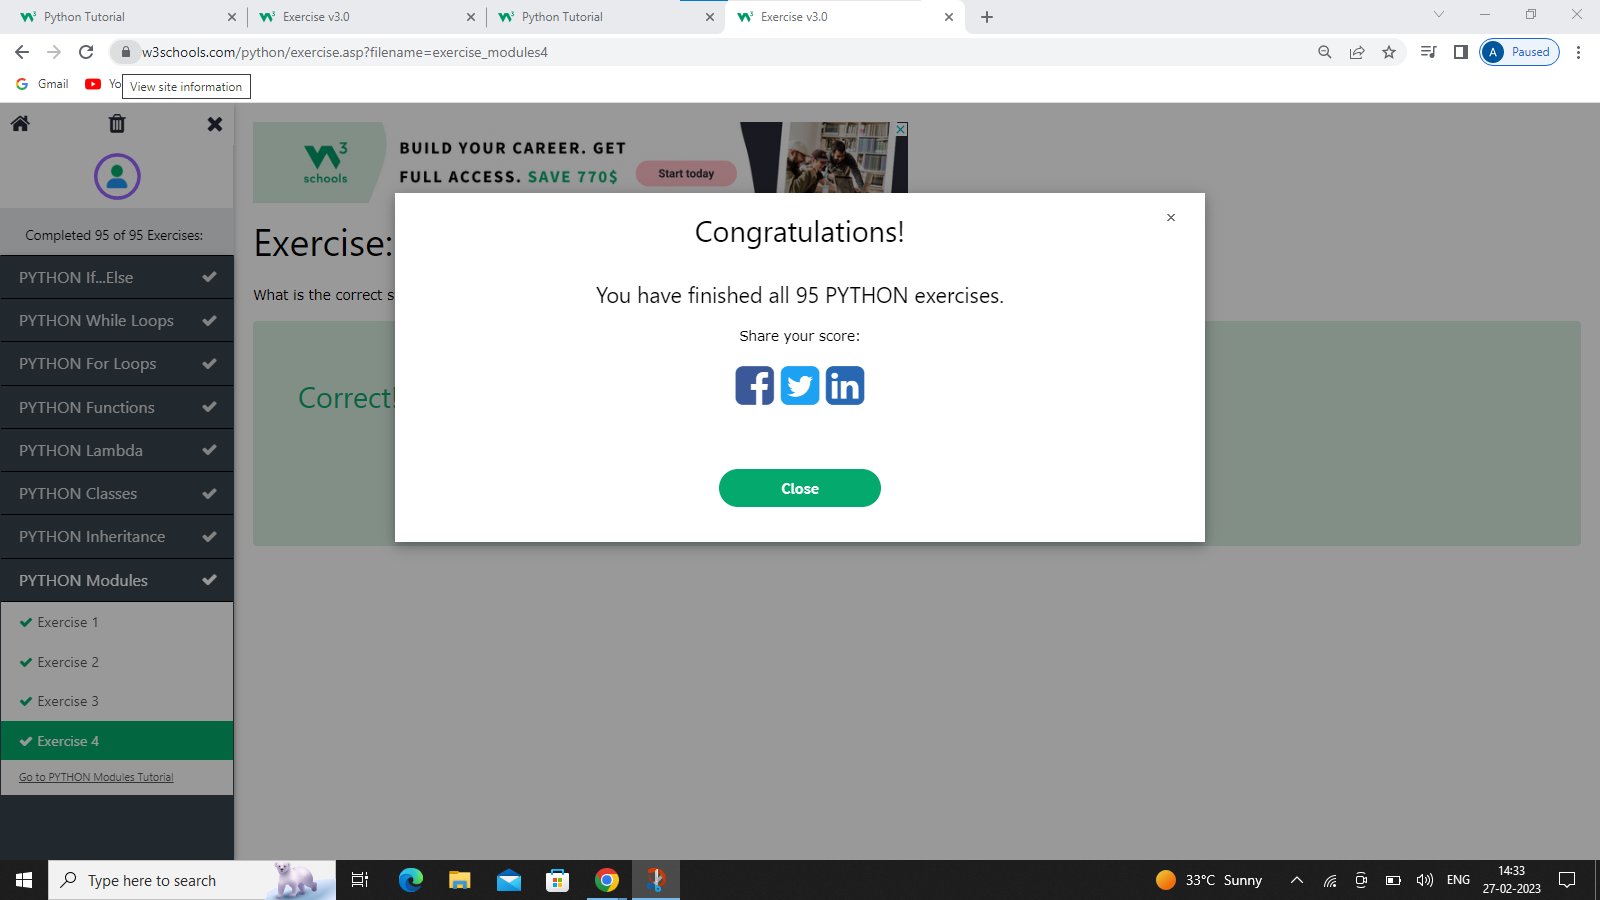 Python Tutorial
Exercise v3.0
Python Tutorial
Exercise v3.0
w3schools.com/python/exercise.asp?filename=exercise_modules4
A Paused
Gmail
Yo
View site information
Completed 95 of 95 Exercises:
PYTHON If...Else
PYTHON While Loops
PYTHON For Loops
PYTHON Functions
PYTHON Lambda
PYTHON Classes
PYTHON Inheritance
PYTHON Modules
Exercise 1
Exercise 2
Exercise 3
Exercise 4
Go to PYTHON Modules Tutorial
W3
schools
BUILD YOUR CAREER. GET
FULL ACCESS. SAVE 770$
Start today
Exercise:
What is the correct s
Correct!
Congratulations!
You have finished all 95 PYTHON exercises.
Share your score:
Close
Type here to search
33°C Sunny
ENG
14:33
27-02-2023